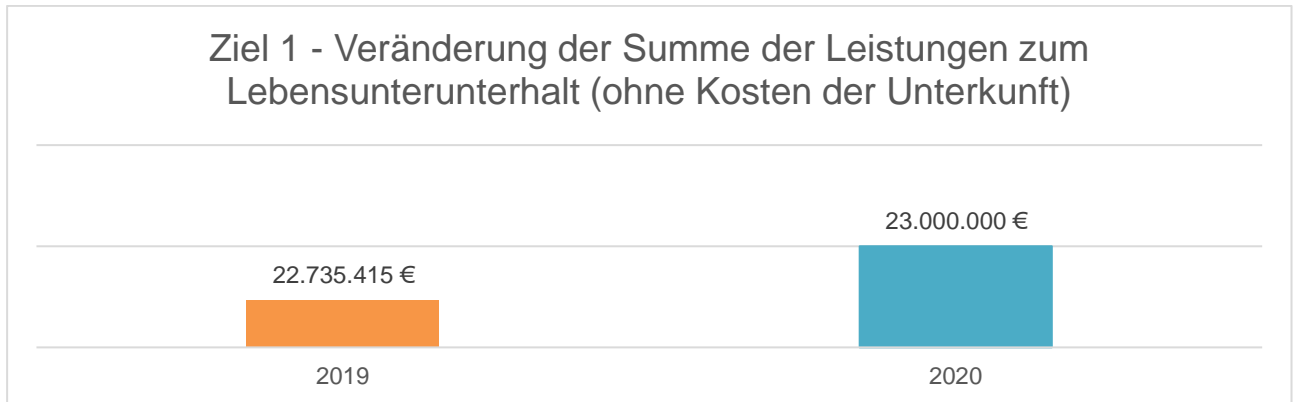 Ziel 1 - Veränderung der Summe der Leistungen zum
Lebensunterunterhalt (ohne Kosten der Unterkunft)
23.000.000 €
22.735.415 €
2019
2020